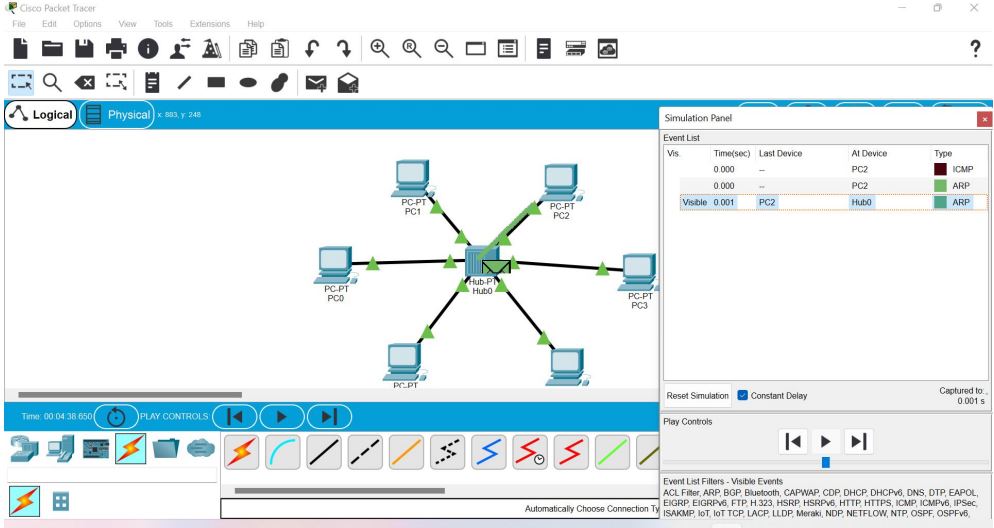 Cisco Packet Tracer
File Edit Options View Tools Extensions Help
Logical Physical x: 883, y: 248
PC-PT
PC1
PC-PT
PC2
PC-PT
PC0
Hub-PT
Hub0
PC-PT
PC3
PC-PT
Time: 00:04:38.650 PLAY CONTROLS:
Automatically Choose Connection Ty
Simulation Panel
Event List
Vis. Time(sec) Last Device At Device Type
0.000 -- PC2 ICMP
0.000 -- PC2 ARP
Visible 0.001 PC2 Hub0 ARP
Reset Simulation Constant Delay Captured to:
0.001 s
Play Controls
Event List Filters - Visible Events
ACL Filter, ARP, BGP, Bluetooth, CAPWAP, CDP, DHCP, DHCPv6, DNS, DTP, EAPOL,
EIGRP, EIGRPv6, FTP, H.323, HSRP, HSRPv6, HTTP, HTTPS, ICMP, ICMPv6, IPSec,
ISAKMP, IoT, IoT TCP, LACP, LLDP, Meraki, NDP, NETFLOW, NTP, OSPF, OSPFv6,